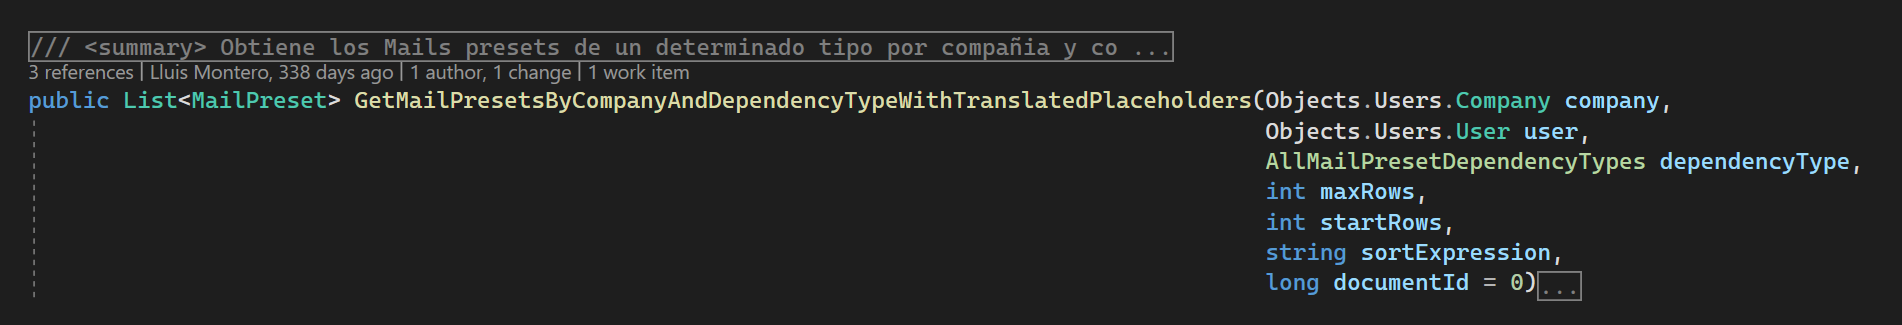 /// <summary> Obtiene los Mails presets de un determinado tipo por compañia y co ...
3 references | Lluis Montero, 338 days ago | 1 author, 1 change | 1 work item
public List<MailPreset> GetMailPresetsByCompanyAndDependencyTypeWithTranslatedPlaceholders(Objects.Users.Company company,
Objects.Users.User user,
AllMailPresetDependencyTypes dependencyType,
int maxRows,
int startRows,
string sortExpression,
long documentId = 0)...